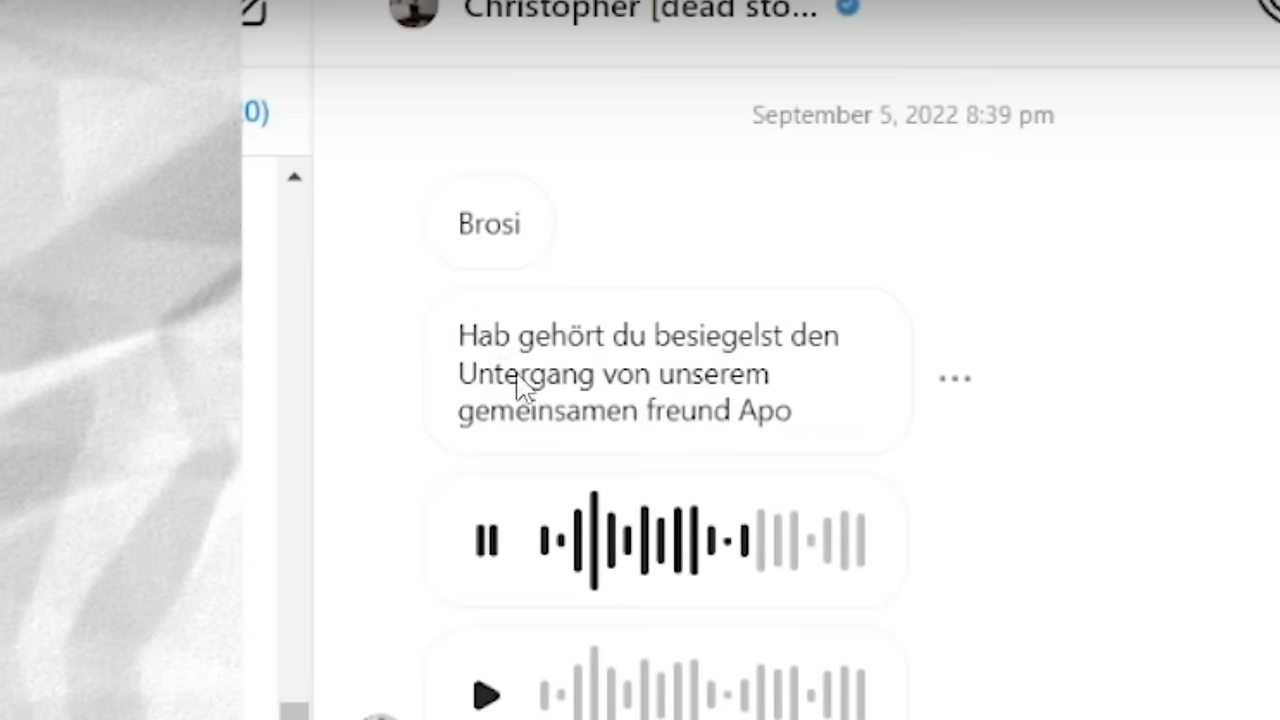 Christopher [dead sto...
0)
September 5, 2022 8:39 pm
Brosi
Hab gehört du besiegelst den
Untergang von unserem
gemeinsamen freund Apo